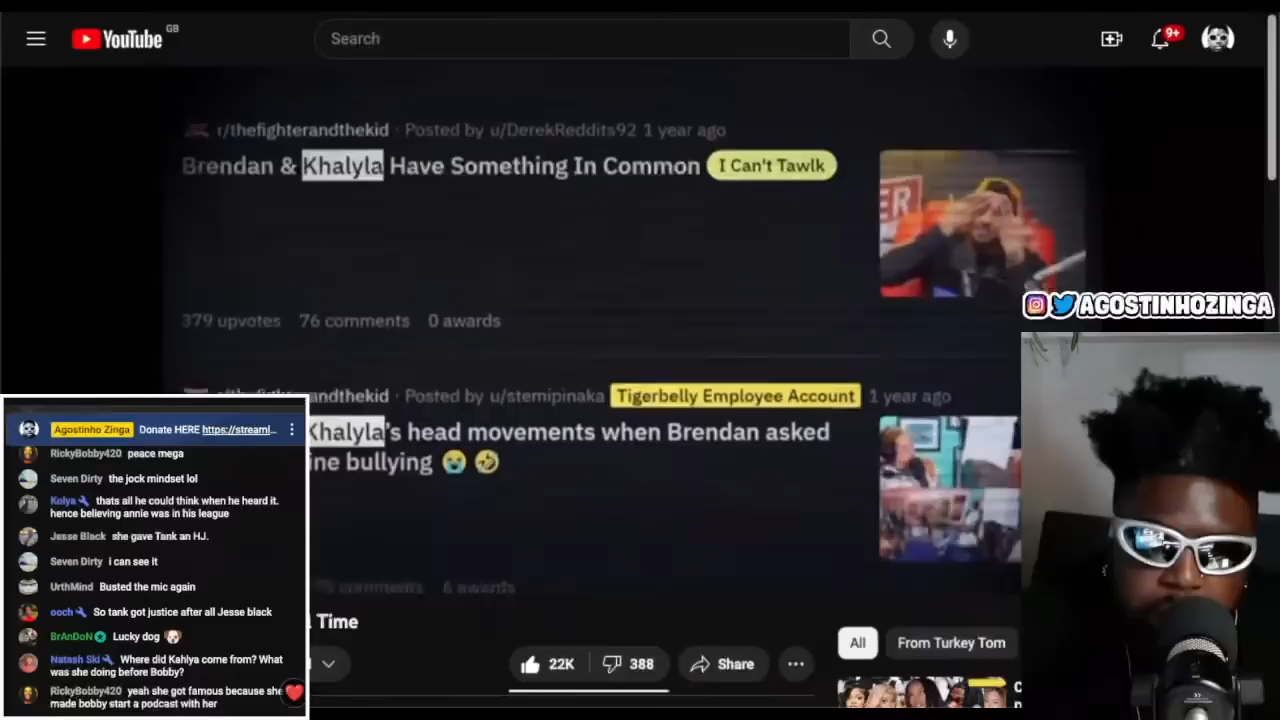 YouTube GB
Search
9+
r/thefighterandthekid · Posted by u/DerekReddits92 1 year ago
Brendan & Khalyla Have Something In Common I Can't Tawlk
379 upvotes 76 comments 0 awards
AGOSTINHOZINGA
Posted by u/stemipinaka Tigerbelly Employee Account 1 year ago
Khalyla's head movements when Brendan asked
bullying 😭 🤣
comments 6 awards
Time
22K 388 Share ...
All From Turkey Tom
Agostinho Zinga Donate HERE https://streaml...
RickyBobby420 peace mega
Seven Dirty the jock mindset lol
Kolya thats all he could think when he heard it.
hence believing annie was in his league
Jesse Black she gave Tank an HJ.
Seven Dirty i can see it
UrthMind Busted the mic again
ooch So tank got justice after all Jesse black
BrAnDoN Lucky dog 🐶
Natash Ski Where did Kahlya come from? What
was she doing before Bobby?
RickyBobby420 yeah she got famous because she
made bobby start a podcast with her